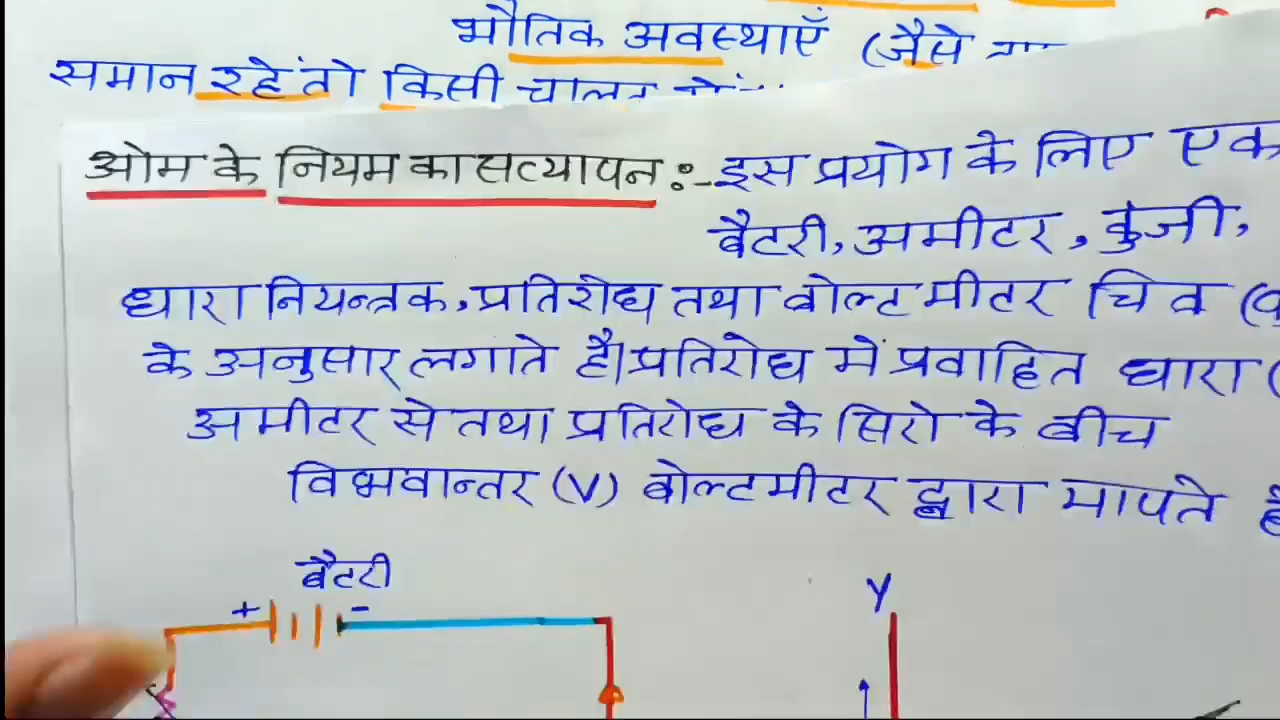 भौतिक अवस्थाएँ (जैसे
समान रहे तो किसी
ओम के नियम का सत्यापन :- इस प्रयोग के लिए एक
बैटरी, अमीटर, कुंजी,
धारा नियन्त्रक, प्रतिरोध तथा वोल्टमीटर चित्र
के अनुसार लगाते है। प्रतिरोध में प्रवाहित धारा (
अमीटर से तथा प्रतिरोध के सिरो के बीच
विभवान्तर (V) वोल्टमीटर द्वारा मापते
बैटरी
+ -
Y